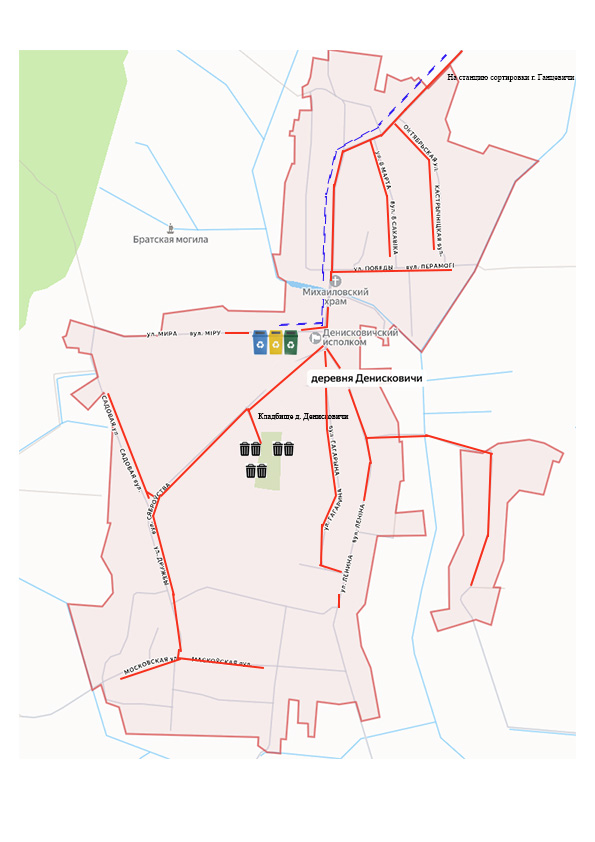 На станцию сортировки г. Ганцевичи
ОКТЯБРЬСКАЯ ул.
КАСТРЫЧНІЦКАЯ вул.
ул. 8 МАРТА
вул. 8 САКАВІКА
Братская могила
ул. ПОБЕДЫ вул. ПЕРАМОГІ
Михайловский
храм
ул. МИРА вул. МІРУ
Денисковичский
исполком
деревня Денисковичи
Кладбище д. Денисковичи
САДОВАЯ ул.
САДОВАЯ вул.
вул. ГАГАРЫНА
ул. ГАГАРИНА
СЯБРОЎСТВА
вул.
ул. ДРУЖБЫ
вул. ЛЕНІНА
ул. ЛЕНИНА
МОСКОВСКАЯ ул.
МАСКОЎСКАЯ вул.